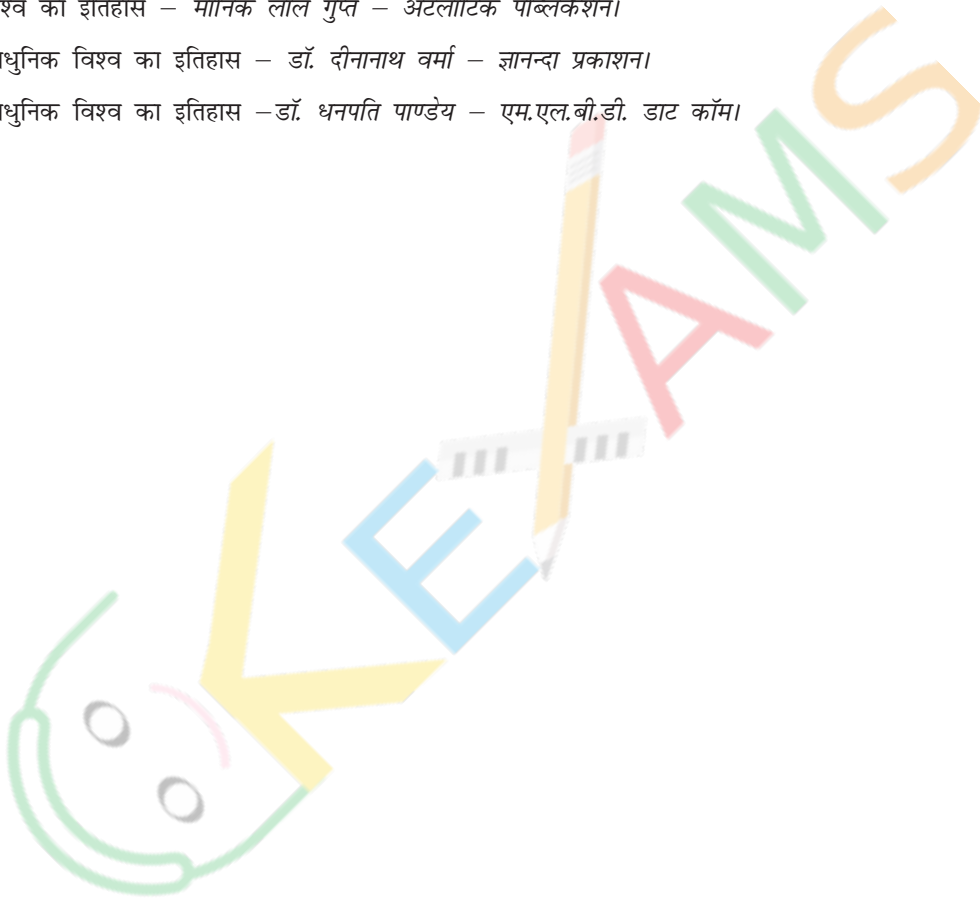 श्व का इतिहास – मानिक लाल गुप्त – अटलांटिक पब्लिकेशन।
धुनिक विश्व का इतिहास – डॉ. दीनानाथ वर्मा – ज्ञानन्दा प्रकाशन।
धुनिक विश्व का इतिहास –डॉ. धनपति पाण्डेय – एम.एल.बी.डी. डाट कॉम।
KEXAMS